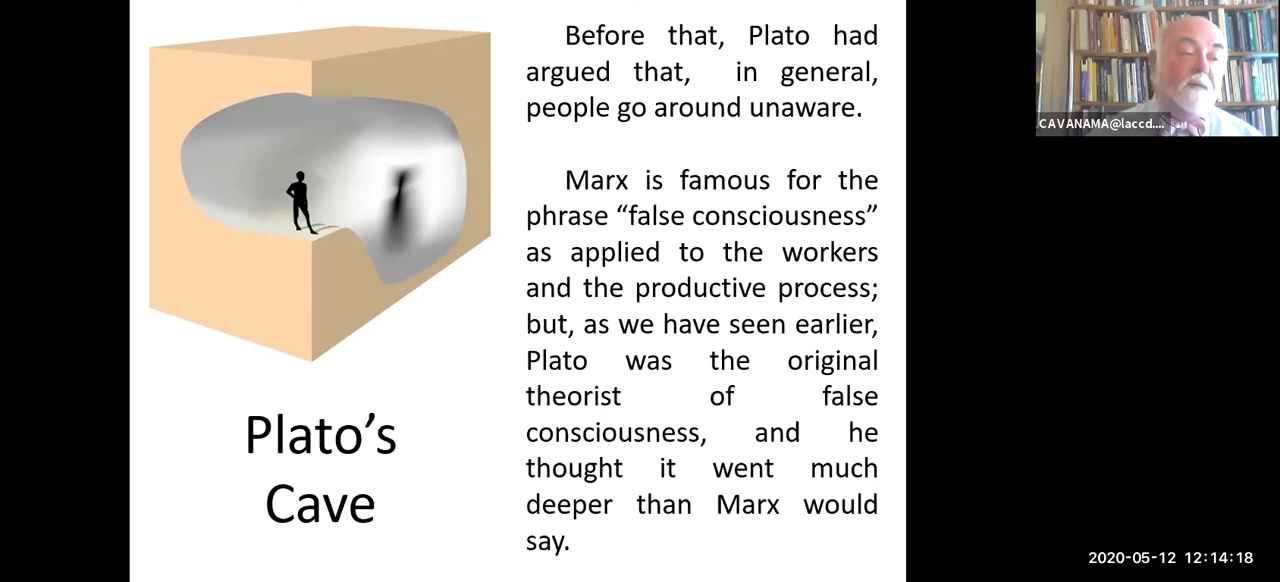 Before that, Plato had
argued that, in general,
people go around unaware.
Marx is famous for the
phrase “false consciousness”
as applied to the workers
and the productive process;
but, as we have seen earlier,
Plato was the original
theorist of false
consciousness, and he
thought it went much
deeper than Marx would
say.
Plato’s
Cave
CAVANAMA@laccd....
2020-05-12 12:14:18